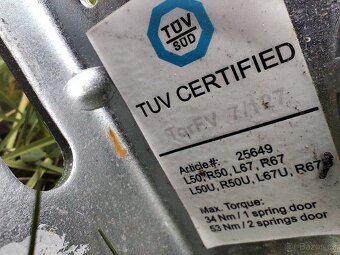 TÜV
SÜD
TUV CERTIFIED
Article#: 25649
L50, R50, L67, R67
L50U, R50U, L67U, R67U
Max. Torque:
34 Nm / 1 spring door
53 Nm / 2 springs door